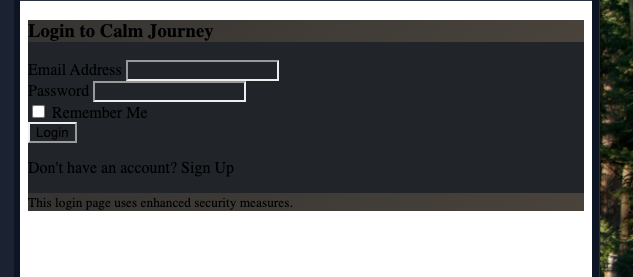 Login to Calm Journey
Email Address
Password
Remember Me
Login
Don't have an account? Sign Up
This login page uses enhanced security measures.